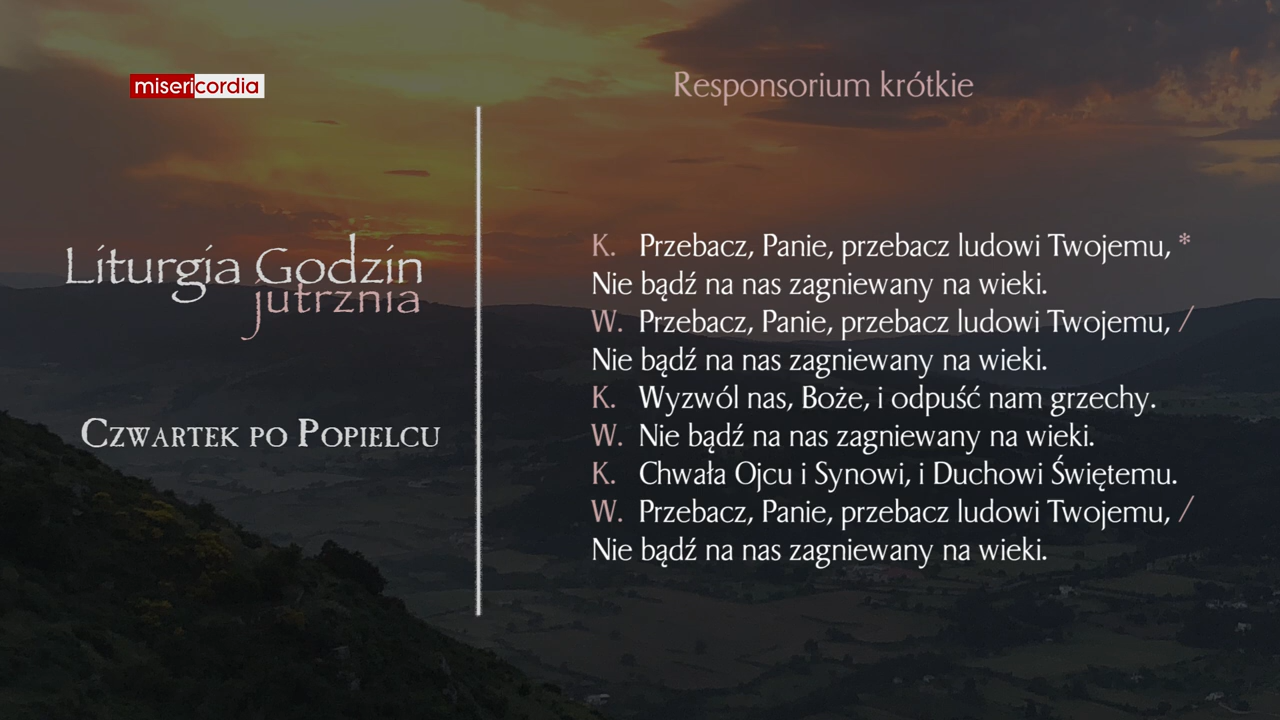 misericordia
Liturgia Godzin
jutrznia
Czwartek po Popielcu
Responsorium krótkie
K. Przebacz, Panie, przebacz ludowi Twojemu, *
Nie bądź na nas zagniewany na wieki.
W. Przebacz, Panie, przebacz ludowi Twojemu, /
Nie bądź na nas zagniewany na wieki.
K. Wyzwól nas, Boże, i odpuść nam grzechy.
W. Nie bądź na nas zagniewany na wieki.
K. Chwała Ojcu i Synowi, i Duchowi Świętemu.
W. Przebacz, Panie, przebacz ludowi Twojemu, /
Nie bądź na nas zagniewany na wieki.